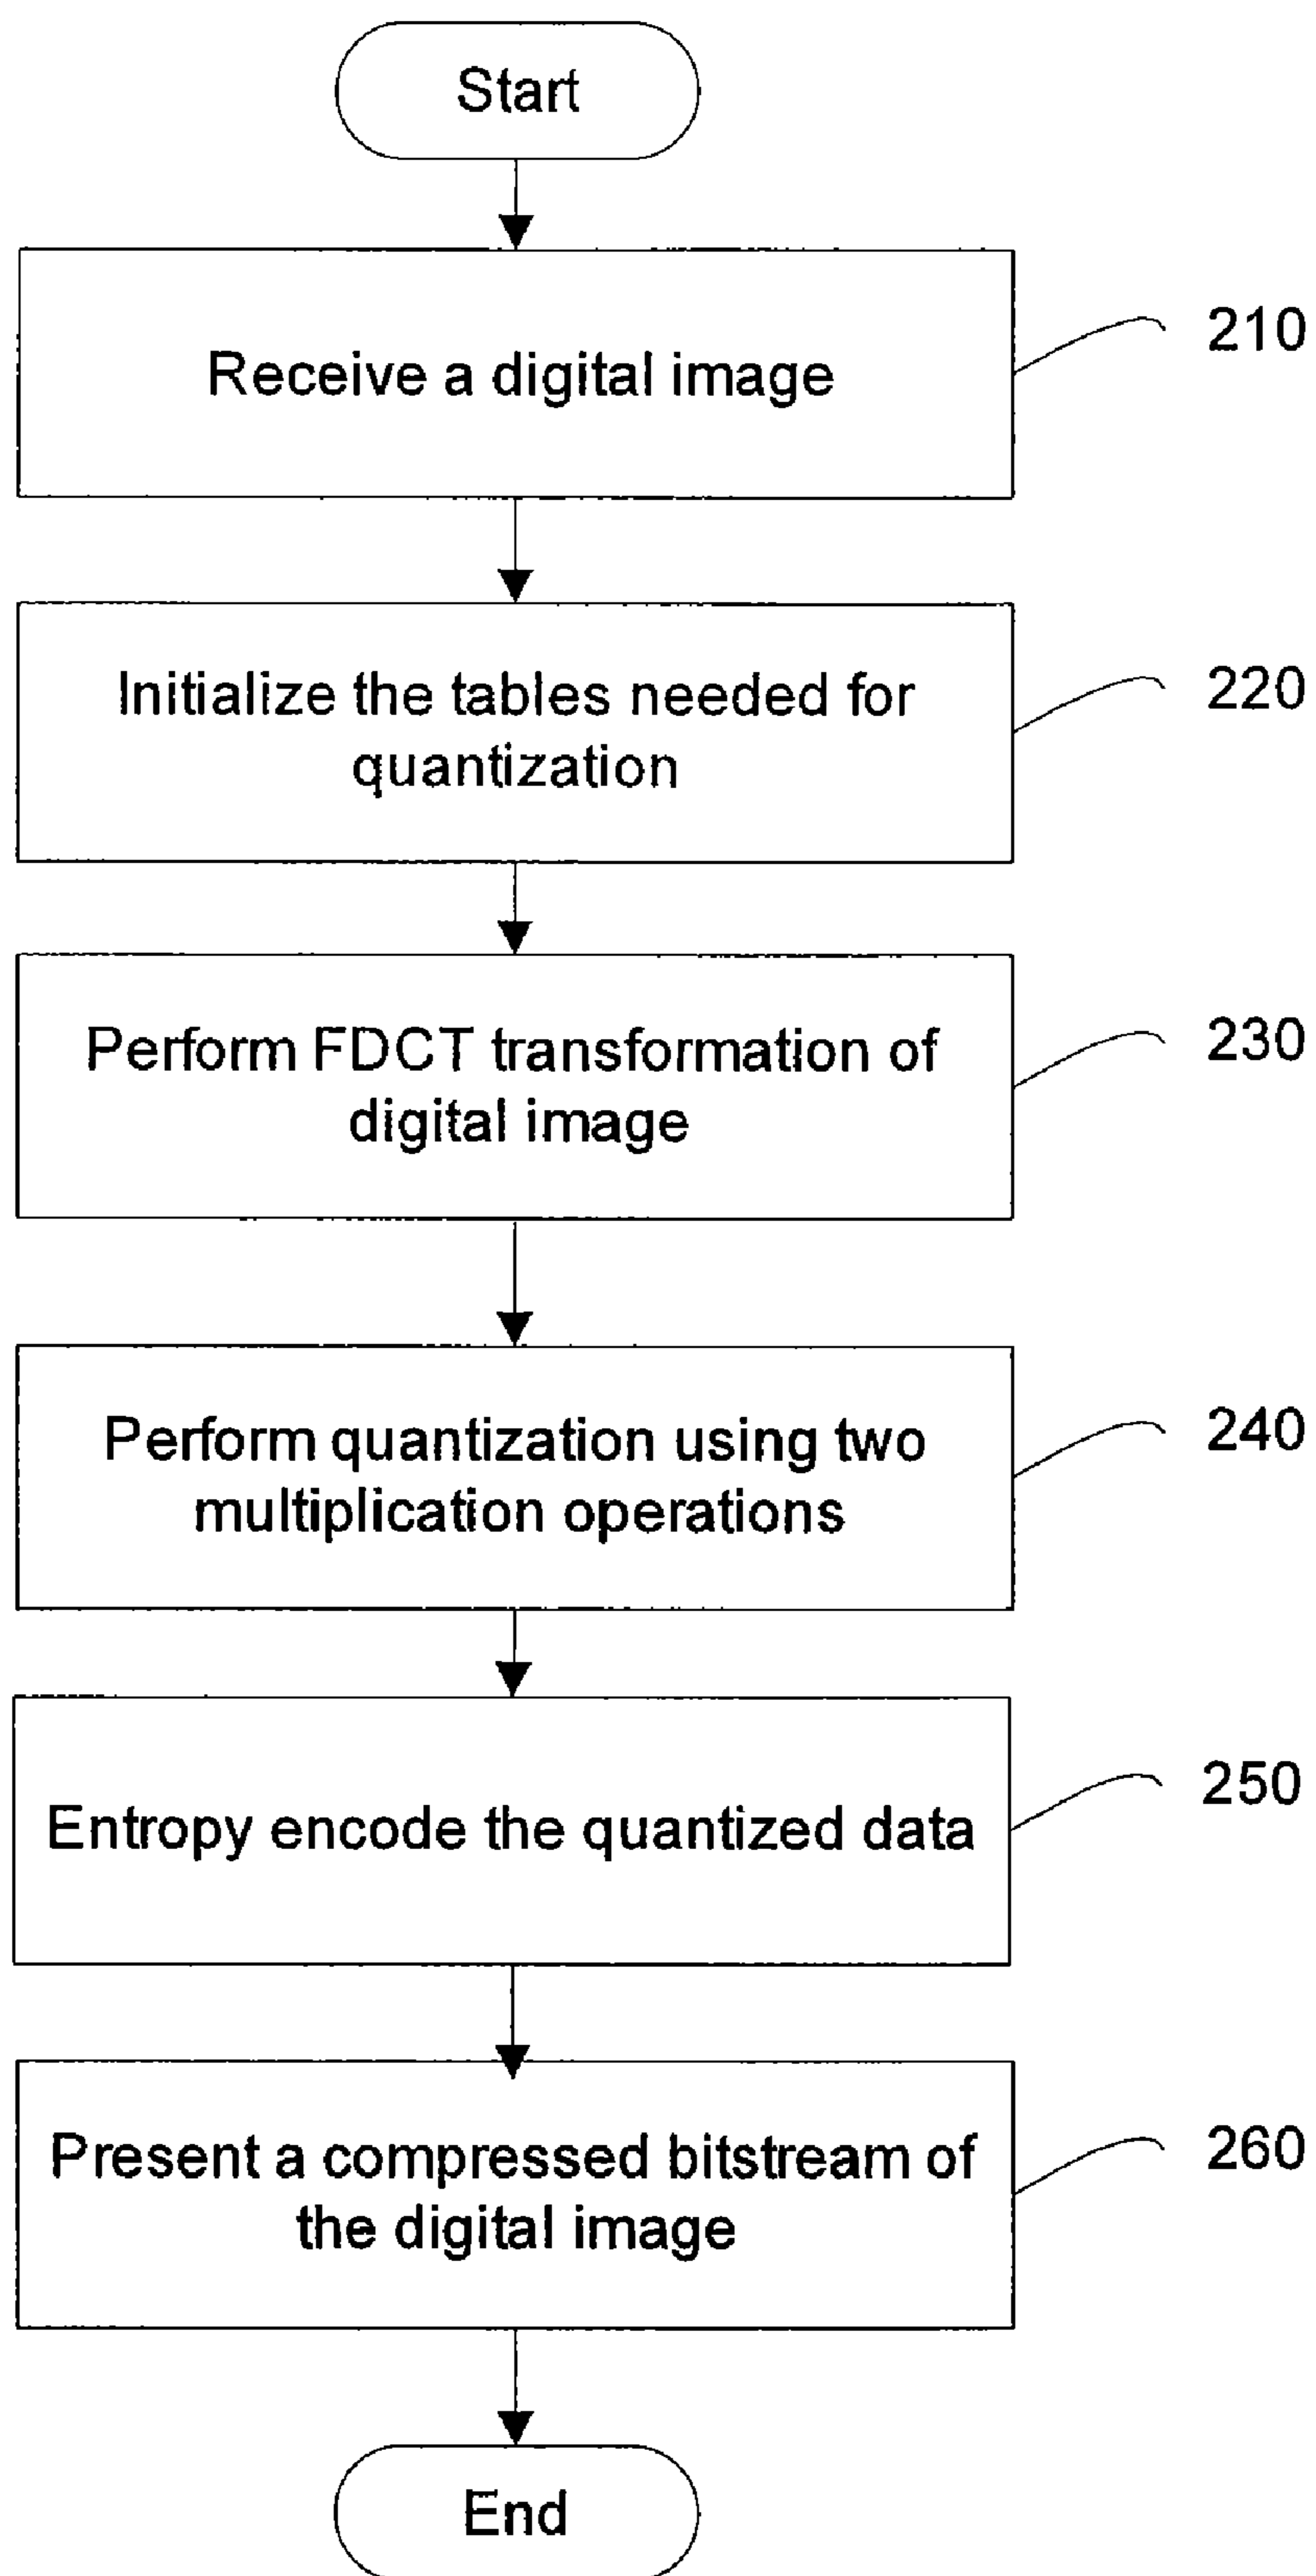 Start
Receive a digital image
210
Initialize the tables needed for
quantization
220
Perform FDCT transformation of
digital image
230
Perform quantization using two
multiplication operations
240
Entropy encode the quantized data
250
Present a compressed bitstream of
the digital image
260
End